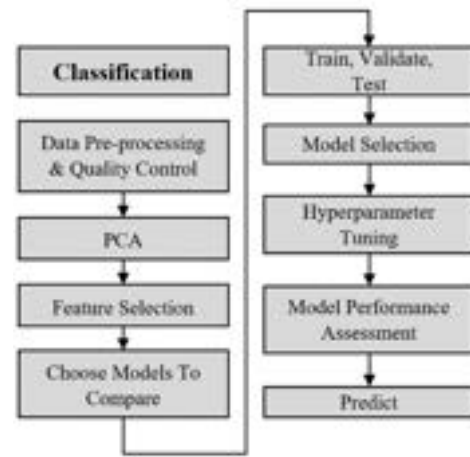 Classification
Data Pre-processing
& Quality Control
PCA
Feature Selection
Choose Models To
Compare
Train, Validate,
Test
Model Selection
Hyperparameter
Tuning
Model Performance
Assessment
Predict